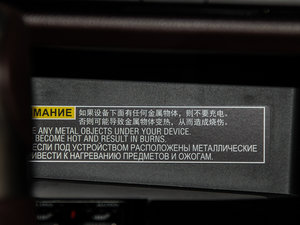 МАНИЕ 如果设备下面有任何金属物体，则不要充电。
否则可能导致金属物体变热，从而造成烧伤。
E ANY METAL OBJECTS UNDER YOUR DEVICE.
BECOME HOT AND RESULT IN BURNS.
ЕСЛИ ПОД УСТРОЙСТВОМ РАСПОЛОЖЕНЫ МЕТАЛЛИЧЕСКИЕ
ИВЕСТИ К НАГРЕВАНИЮ ПРЕДМЕТОВ И ОЖОГАМ.